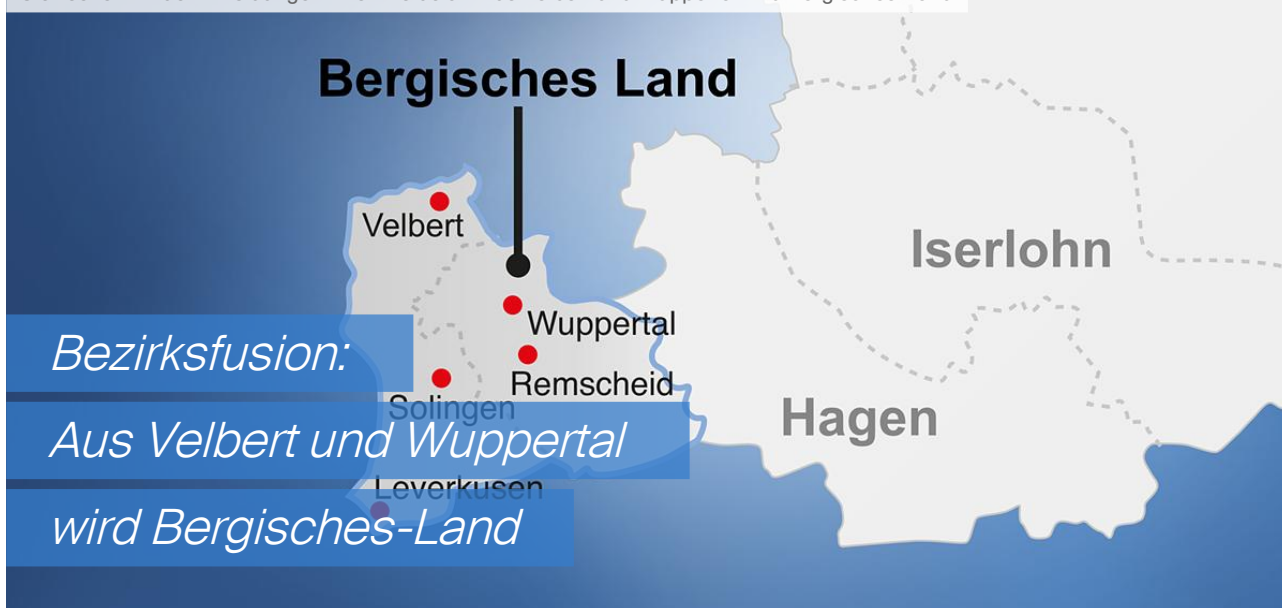 Bergisches Land
Velbert
Iserlohn
Wuppertal
Remscheid
Solingen
Hagen
Leverkusen
Bezirksfusion:
Aus Velbert und Wuppertal
wird Bergisches-Land